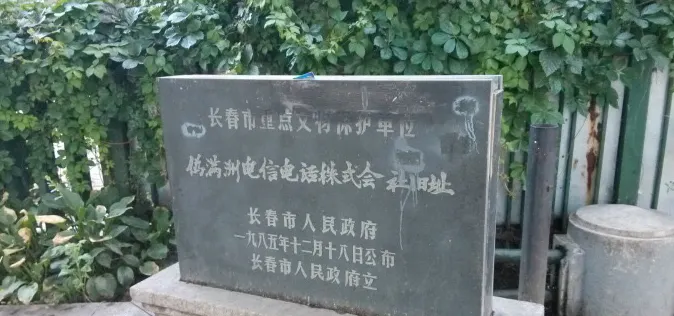 长春市重点文物保护单位
伪满洲电信电话株式会社旧址
长春市人民政府
一九八五年十二月十八日公布
长春市人民政府立